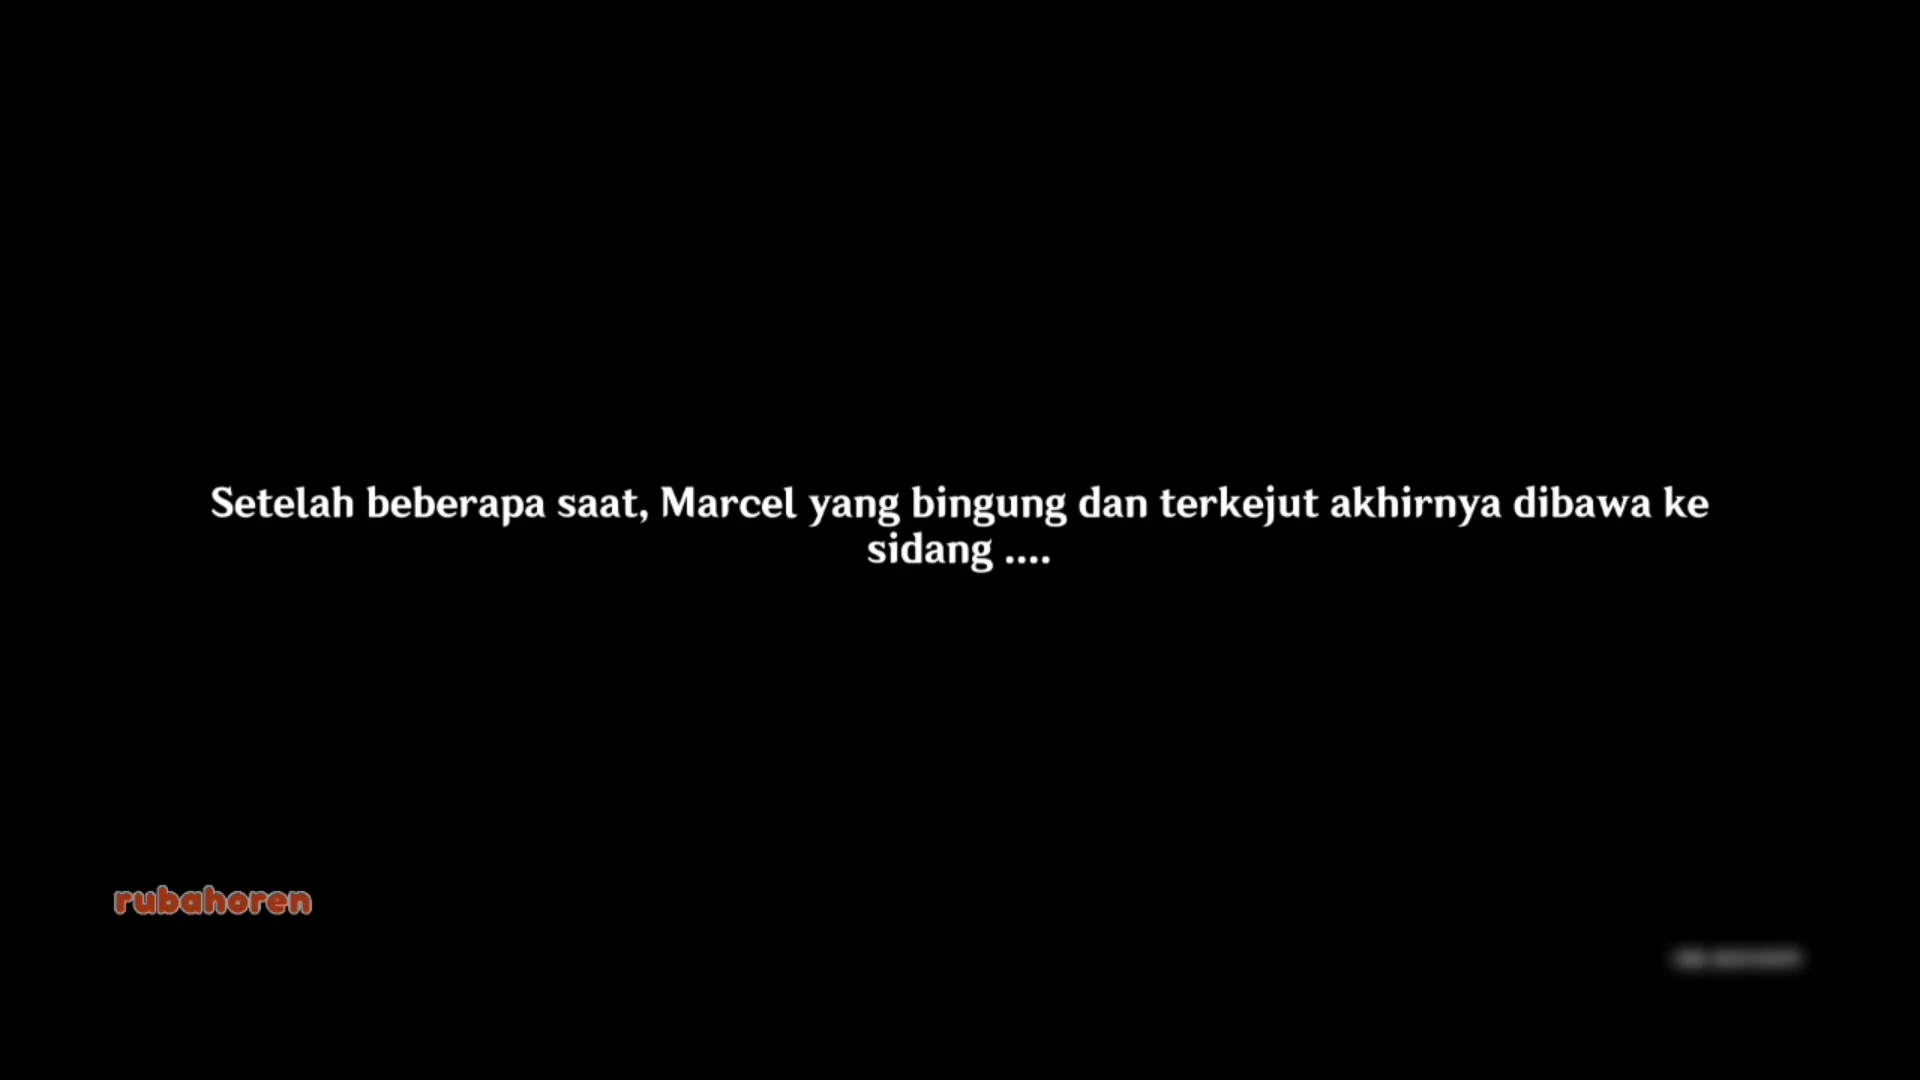 Setelah beberapa saat, Marcel yang bingung dan terkejut akhirnya dibawa ke
sidang ....
rubahoren